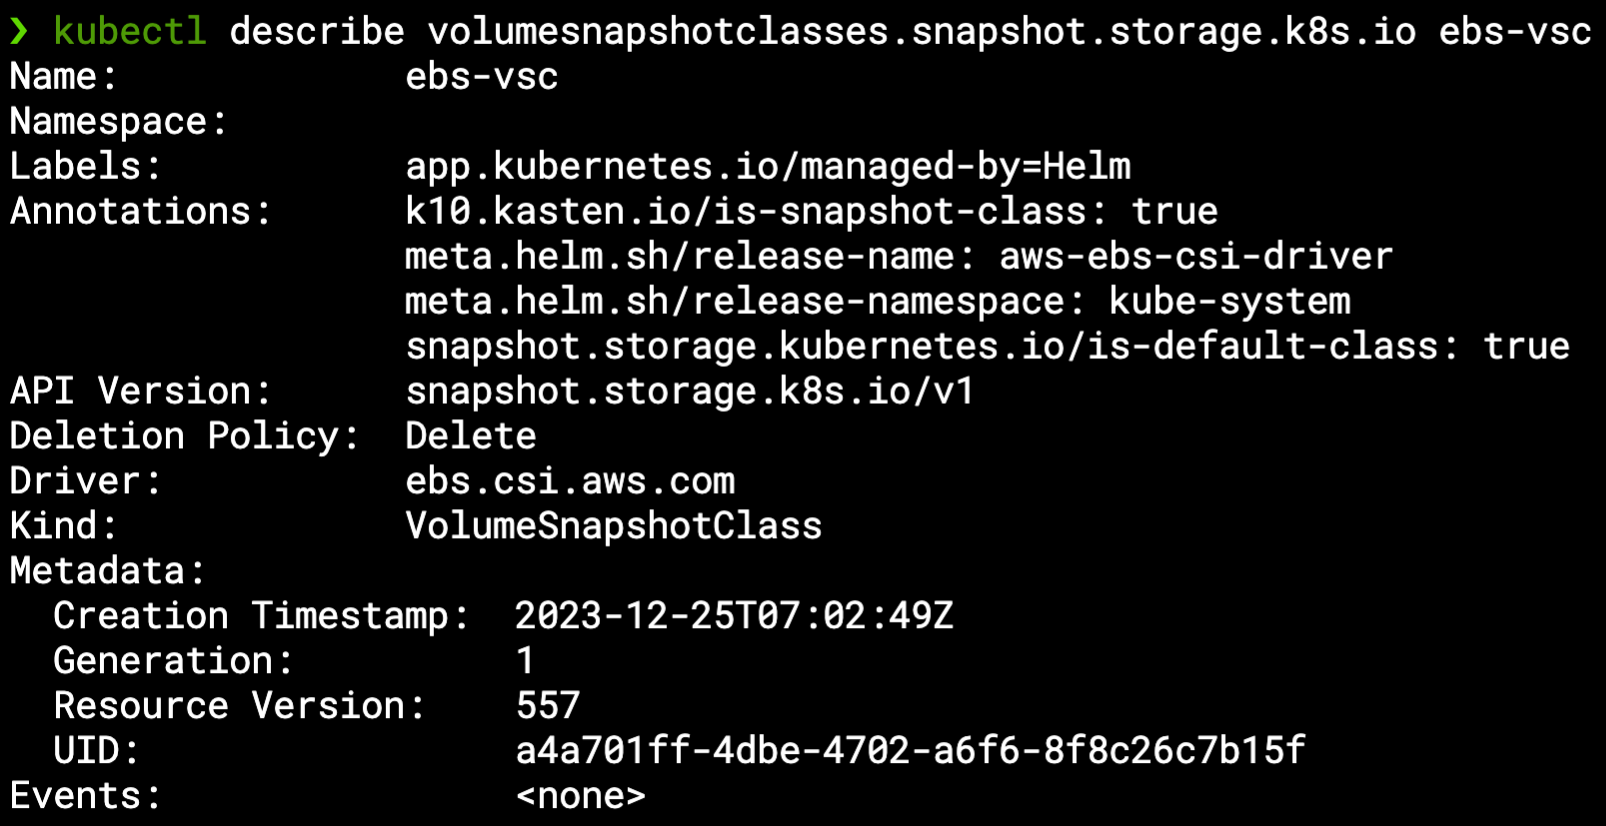 ❯ kubectl describe volumesnapshotclasses.snapshot.storage.k8s.io ebs-vsc
Name:             ebs-vsc
Namespace:
Labels:           app.kubernetes.io/managed-by=Helm
Annotations:      k10.kasten.io/is-snapshot-class: true
                  meta.helm.sh/release-name: aws-ebs-csi-driver
                  meta.helm.sh/release-namespace: kube-system
                  snapshot.storage.kubernetes.io/is-default-class: true
API Version:      snapshot.storage.k8s.io/v1
Deletion Policy:  Delete
Driver:           ebs.csi.aws.com
Kind:             VolumeSnapshotClass
Metadata:
  Creation Timestamp:  2023-12-25T07:02:49Z
  Generation:          1
  Resource Version:    557
  UID:                 a4a701ff-4dbe-4702-a6f6-8f8c26c7b15f
Events:                <none>